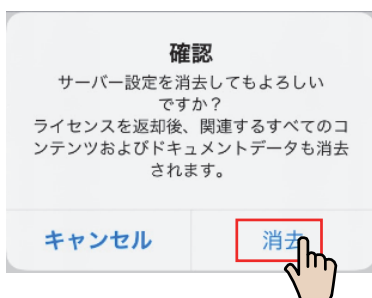 確認
サーバー設定を消去してもよろしい
ですか？
ライセンスを返却後、関連するすべてのコ
ンテンツおよびドキュメントデータも消去
されます。
キャンセル
消去